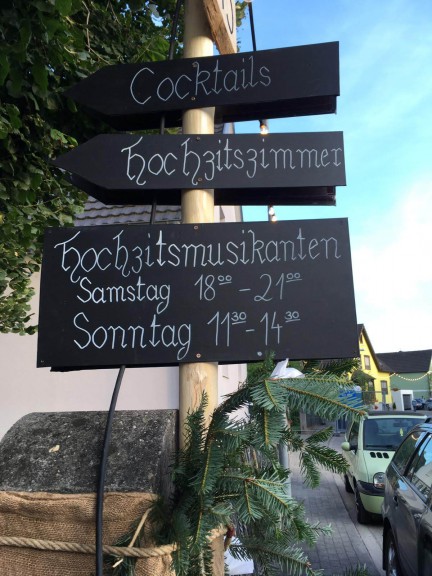 Cocktails
Hochzitszimmer
Hochzitsmusikanten
Samstag 18⁰⁰ - 21⁰⁰
Sonntag 11³⁰ - 14³⁰